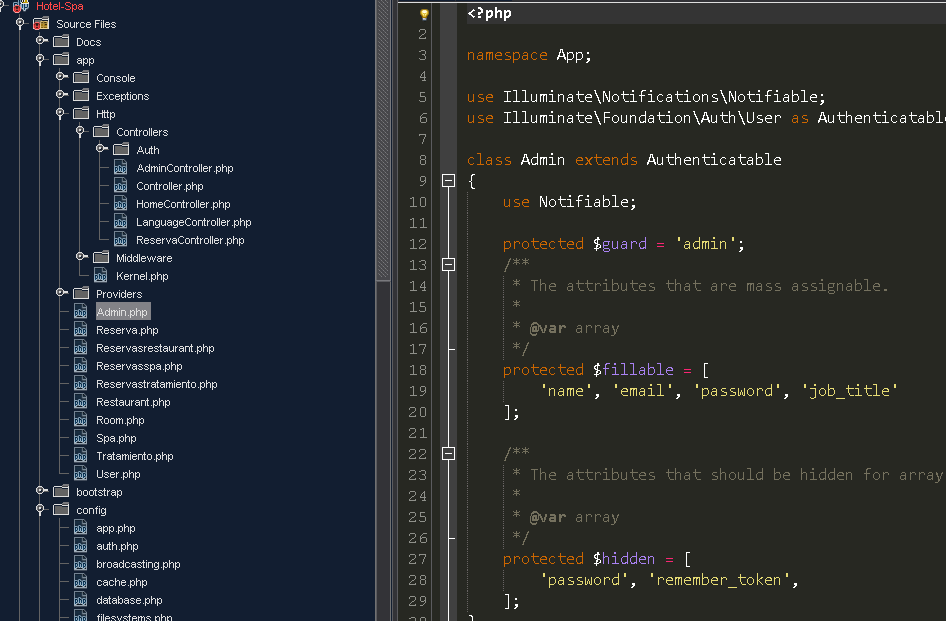 Hotel-Spa
Source Files
Docs
app
Console
Exceptions
Http
Controllers
Auth
AdminController.php
Controller.php
HomeController.php
LanguageController.php
ReservaController.php
Middleware
Kernel.php
Providers
Admin.php
Reserva.php
Reservasrestaurant.php
Reservasspa.php
Reservastratamiento.php
Restaurant.php
Room.php
Spa.php
Tratamiento.php
User.php
bootstrap
config
app.php
auth.php
broadcasting.php
cache.php
database.php
filesystems.php
<?php
2
3 namespace App;
4
5 use Illuminate\Notifications\Notifiable;
6 use Illuminate\Foundation\Auth\User as Authenticatable
7
8 class Admin extends Authenticatable
9 {
10 use Notifiable;
11
12 protected $guard = 'admin';
13 /**
14 * The attributes that are mass assignable.
15 *
16 * @var array
17 */
18 protected $fillable = [
19 'name', 'email', 'password', 'job_title'
20 ];
21
22 /**
23 * The attributes that should be hidden for array
24 *
25 * @var array
26 */
27 protected $hidden = [
28 'password', 'remember_token',
29 ];